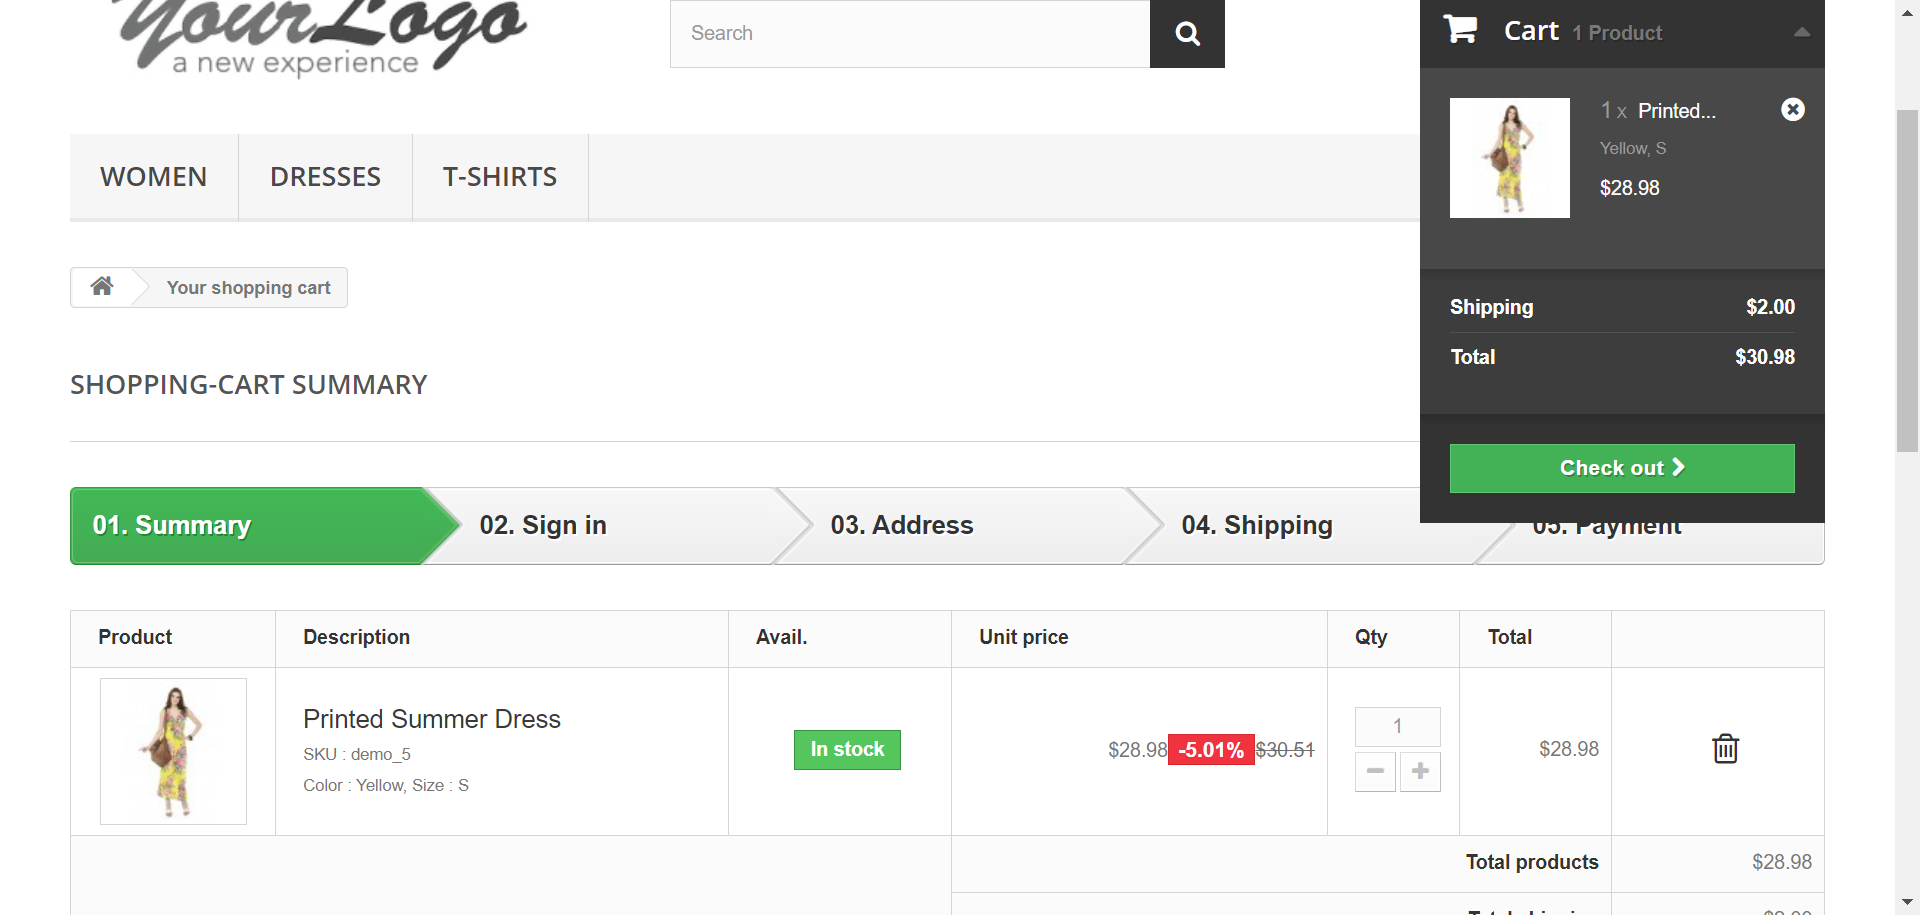 YourLogo
a new experience
Search
Cart 1 Product
1 x Printed...
Yellow, S
$28.98
Shipping $2.00
Total $30.98
Check out
WOMEN DRESSES T-SHIRTS
Your shopping cart
SHOPPING-CART SUMMARY
01. Summary 02. Sign in 03. Address 04. Shipping 05. Payment
Product Description Avail. Unit price Qty Total
Printed Summer Dress
SKU : demo_5
Color : Yellow, Size : S
In stock
$28.98 -5.01% $30.51
1
$28.98
Total products $28.98